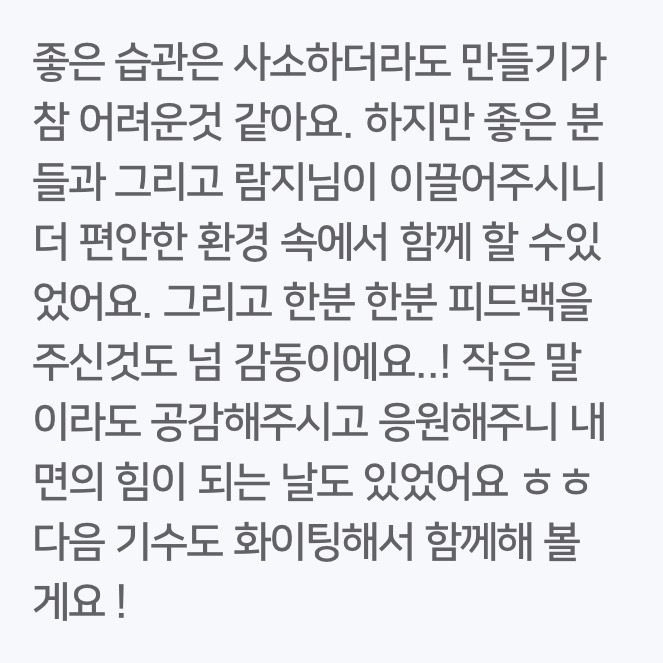 좋은 습관은 사소하더라도 만들기가
참 어려운것 같아요. 하지만 좋은 분
들과 그리고 람지님이 이끌어주시니
더 편안한 환경 속에서 함께 할 수있
었어요. 그리고 한분 한분 피드백을
주신것도 넘 감동이에요..! 작은 말
이라도 공감해주시고 응원해주니 내
면의 힘이 되는 날도 있었어요 ㅎㅎ
다음 기수도 화이팅해서 함께해 볼
게요 !